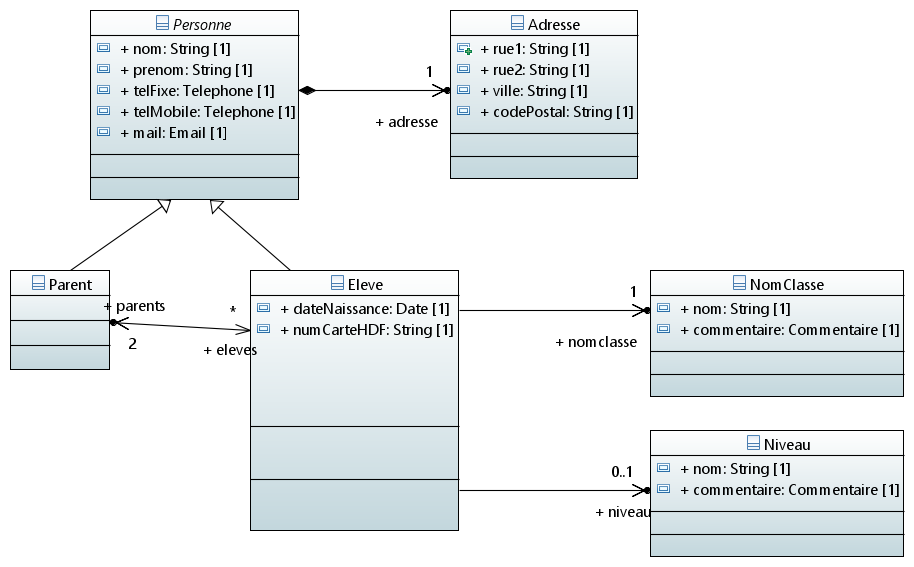 Personne
+ nom: String [1]
+ prenom: String [1]
+ telFixe: Telephone [1]
+ telMobile: Telephone [1]
+ mail: Email [1]
1
+ adresse
Adresse
+ rue1: String [1]
+ rue2: String [1]
+ ville: String [1]
+ codePostal: String [1]
Parent
+ parents
2
*
+ eleves
Eleve
+ dateNaissance: Date [1]
+ numCarteHDF: String [1]
1
+ nomclasse
NomClasse
+ nom: String [1]
+ commentaire: Commentaire [1]
0..1
+ niveau
Niveau
+ nom: String [1]
+ commentaire: Commentaire [1]